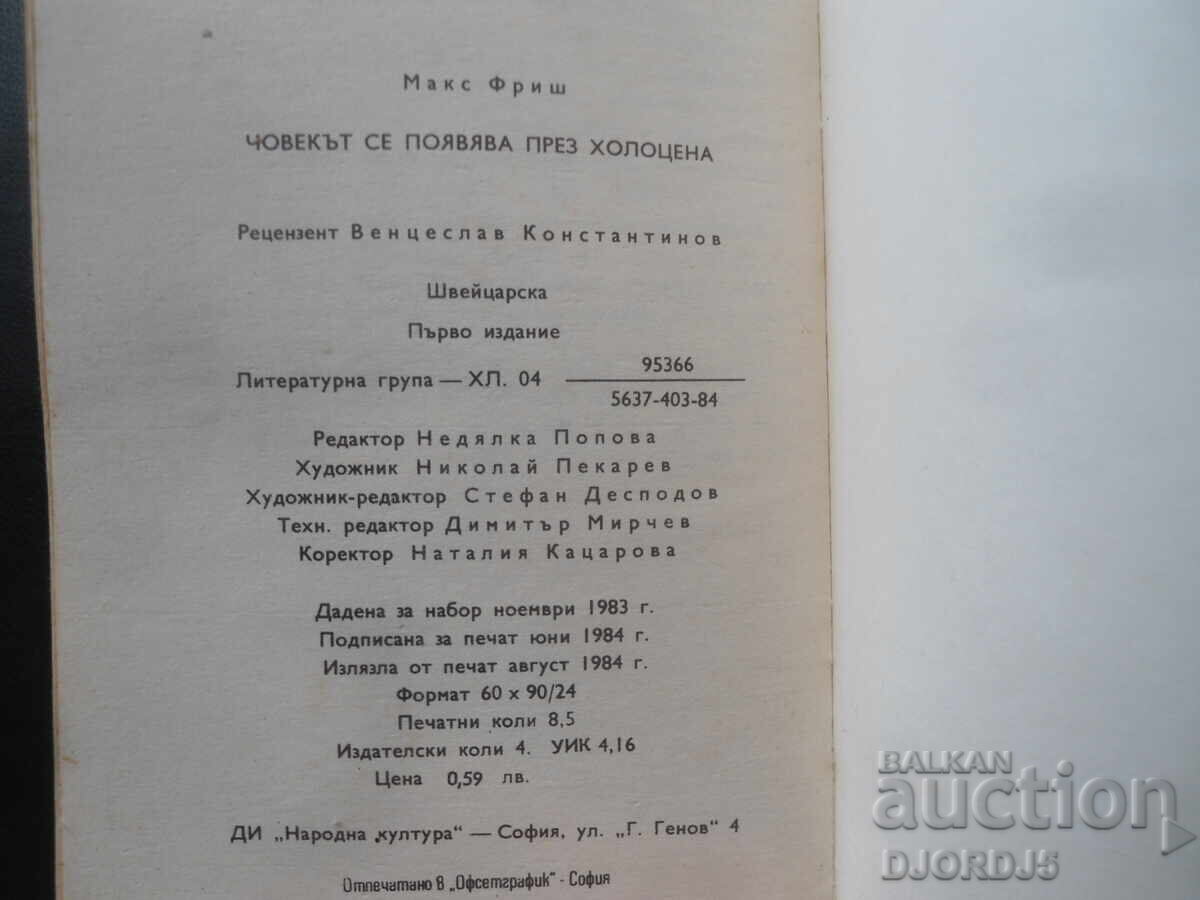 Макс Фриш
ЧОВЕКЪТ СЕ ПОЯВЯВА ПРЕЗ ХОЛОЦЕНА
Рецензент Венцеслав Константинов
Швейцарска
Първо издание
Литературна група — ХЛ. 04 95366
5637-403-84
Редактор Недялка Попова
Художник Николай Пекарев
Художник-редактор Стефан Десподов
Техн. редактор Димитър Мирчев
Коректор Наталия Кацарова
Дадена за набор ноември 1983 г.
Подписана за печат юни 1984 г.
Излязла от печат август 1984 г.
Формат 60 x 90/24
Печатни коли 8,5
Издателски коли 4. УИК 4,16
Цена 0,59 лв.
ДИ „Народна култура“ — София, ул. „Г. Генов“ 4
Отпечатано в „Офсетграфик“ - София
BALKAN
auction
DJORDJ5